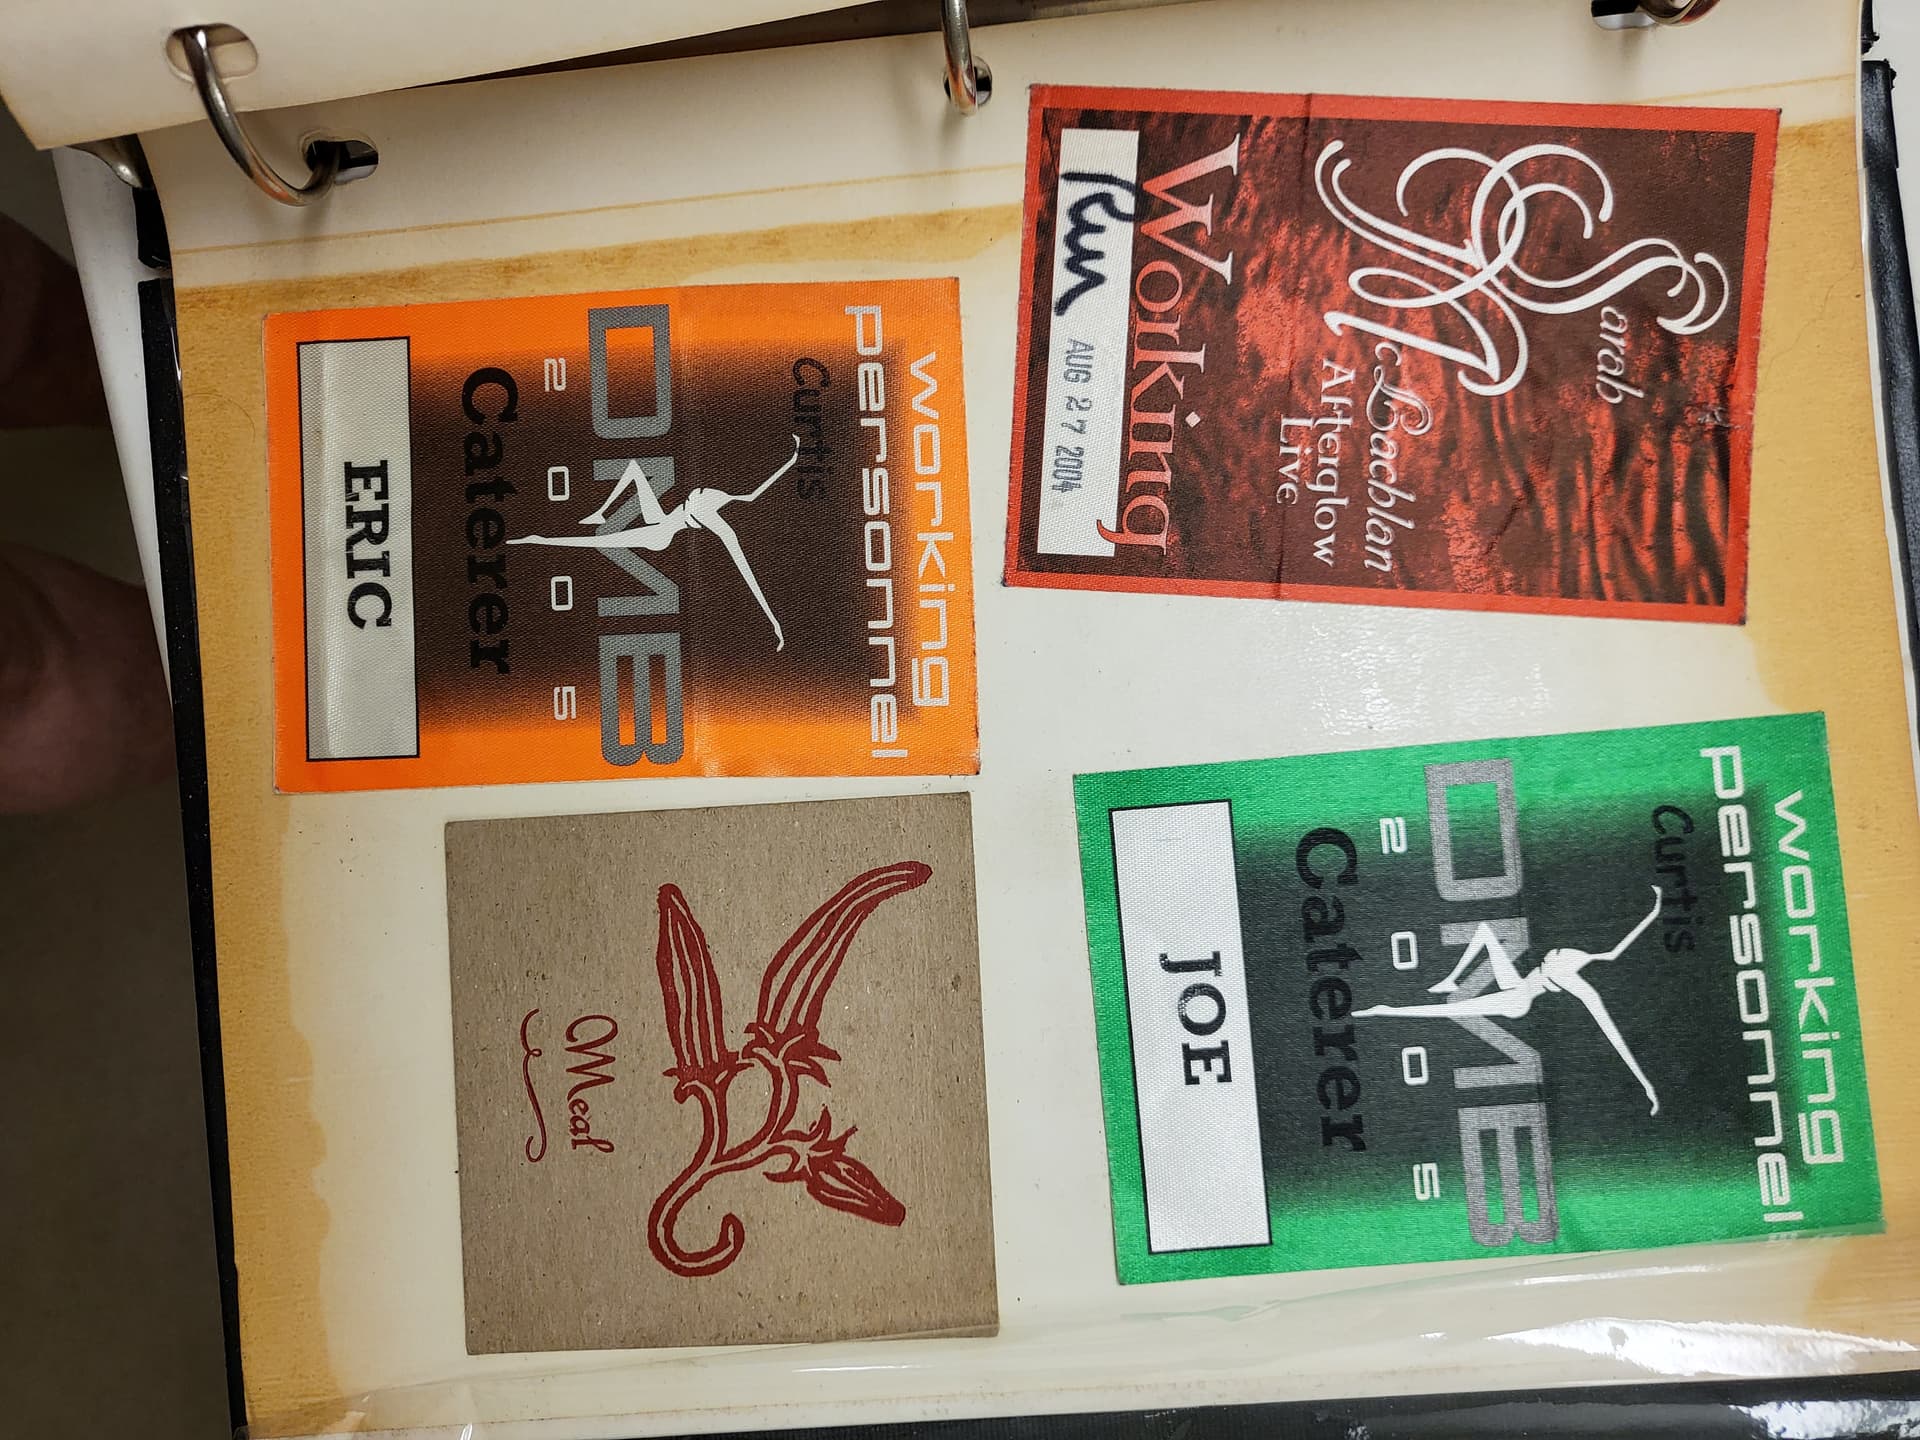 Sarah
McLachlan
Afterglow
Live
Working
AUG 27 2004
working
personnel
Curtis
DMB
2005
Caterer
JOE
working
personnel
Curtis
DMB
2005
Caterer
ERIC
Meal